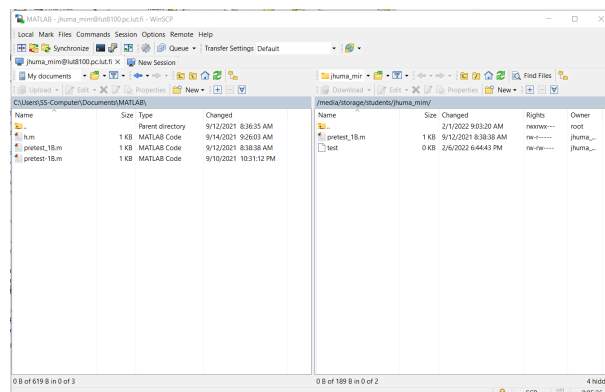 MATLAB - jhuma_mim@lut8100.pc.lut.fi - WinSCP
Local Mark Files Commands Session Options Remote Help
Synchronize Queue Transfer Settings Default
jhuma_mim@lut8100.pc.lut.fi New Session
My documents jhuma_mir Find Files
Upload Edit Properties New Download Edit Properties New
C:\Users\SS-Computer\Documents\MATLAB\ /media/storage/students/jhuma_mim/
Name Size Type Changed Name Size Changed Rights Owner
.. Parent directory 9/12/2021 8:36:35 AM .. 2/1/2022 9:03:20 AM rwxrwx--- root
h.m 1 KB MATLAB Code 9/14/2021 9:26:03 AM pretest_1B.m 1 KB 9/12/2021 8:38:38 AM rw-r----- jhuma_...
pretest_1B.m 1 KB MATLAB Code 9/12/2021 8:38:38 AM test 0 KB 2/6/2022 6:44:43 PM rw-rw---- jhuma_...
pretest-1B.m 1 KB MATLAB Code 9/10/2021 10:31:12 PM
0 B of 619 B in 0 of 3 0 B of 189 B in 0 of 2 4 hidd